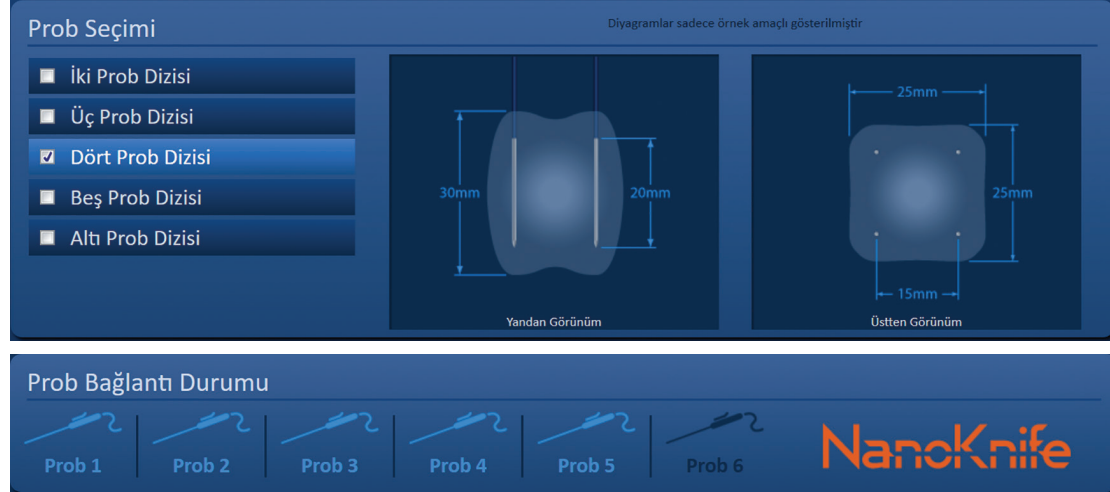 Prob Seçimi
Diyagramlar sadece örnek amaçlı gösterilmiştir
İki Prob Dizisi
Üç Prob Dizisi
Dört Prob Dizisi
Beş Prob Dizisi
Altı Prob Dizisi
30mm
20mm
Yandan Görünüm
25mm
25mm
15mm
Üstten Görünüm
Prob Bağlantı Durumu
Prob 1
Prob 2
Prob 3
Prob 4
Prob 5
Prob 6
NanoKnife